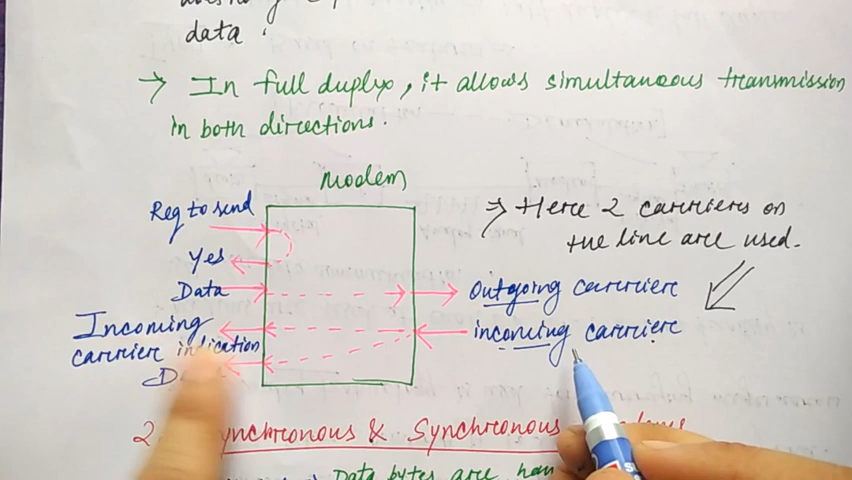 data.
→ In full duplex, it allows simultaneous transmission
in both directions.
Modem
Req to send
Yes
Data
Incoming
carrier indication
⇒ Here 2 carriers on
the line are used.
Outgoing carrier
incoming carrier
& Synchronous
Data bytes are